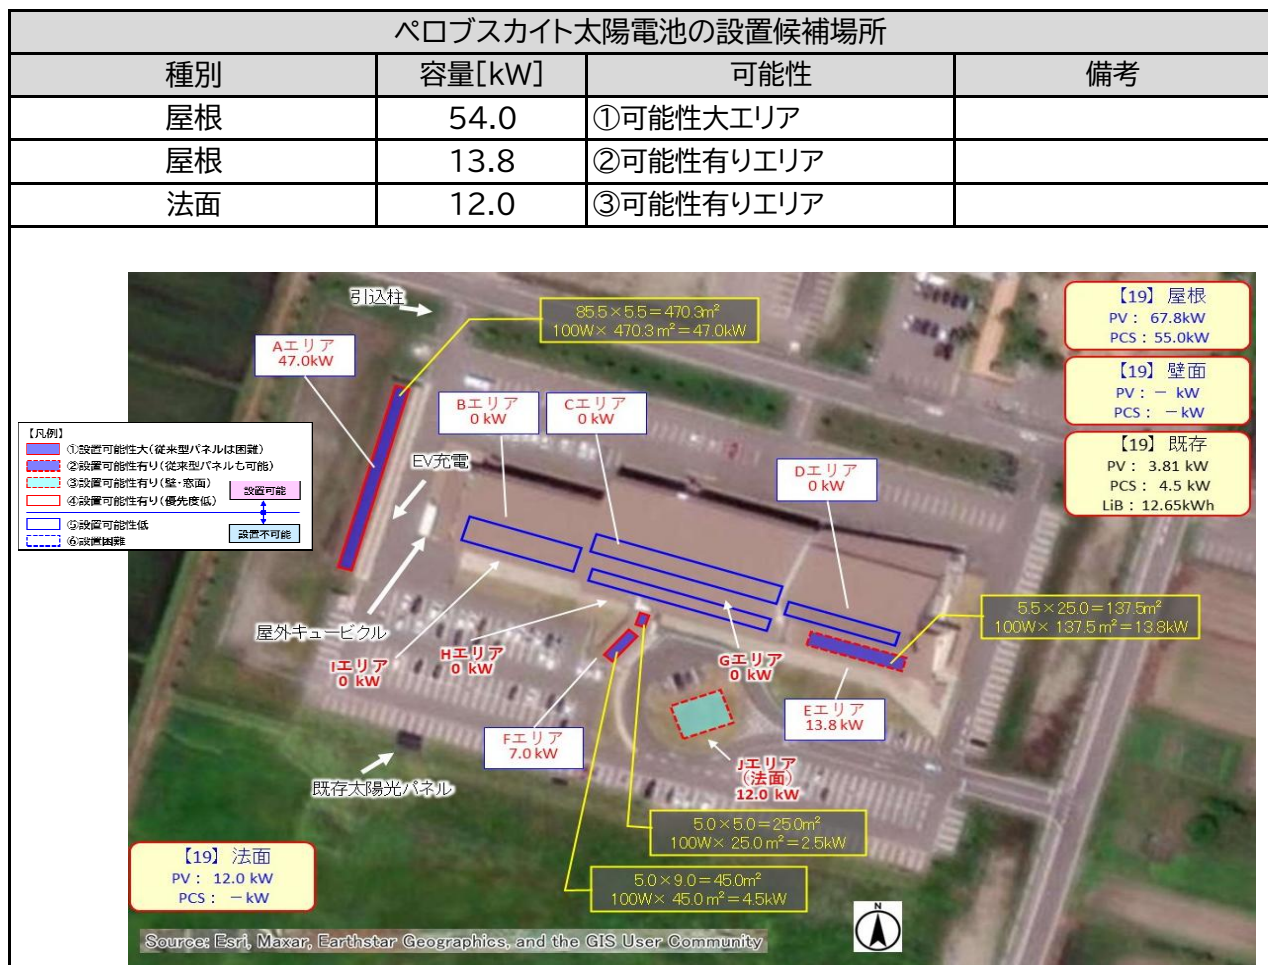 ペロブスカイト太陽電池の設置候補場所
種別 容量[kW] 可能性 備考
屋根 54.0 ①可能性大エリア
屋根 13.8 ②可能性有りエリア
法面 12.0 ③可能性有りエリア
引込柱
85.5×5.5＝470.3㎡
100W× 470.3㎡＝47.0kW
【19】 屋根
PV： 67.8kW
PCS： 55.0kW
Aエリア
47.0kW
【19】 壁面
PV： － kW
PCS： －kW
Bエリア
0 kW
Cエリア
0 kW
【凡例】
①設置可能性大(従来型パネルは困難)
②設置可能性有り(従来型パネルも可能)
③設置可能性有り(壁・窓面)
④設置可能性有り(優先度低)
⑤設置可能性低
⑥設置困難
設置可能
設置不可能
EV充電
Dエリア
0 kW
【19】 既存
PV： 3.81 kW
PCS： 4.5 kW
LiB： 12.65kWh
5.5×25.0＝137.5㎡
100W× 137.5㎡＝13.8kW
屋外キュービクル
Iエリア
0 kW
Hエリア
0 kW
Gエリア
0 kW
Eエリア
13.8 kW
Fエリア
7.0 kW
Jエリア
(法面)
12.0 kW
既存太陽光パネル
5.0×5.0＝25.0㎡
100W× 25.0㎡＝2.5kW
【19】 法面
PV： 12.0 kW
PCS： －kW
5.0×9.0＝45.0㎡
100W× 45.0㎡＝4.5kW
N
Source: Esri, Maxar, Earthstar Geographics, and the GIS User Community